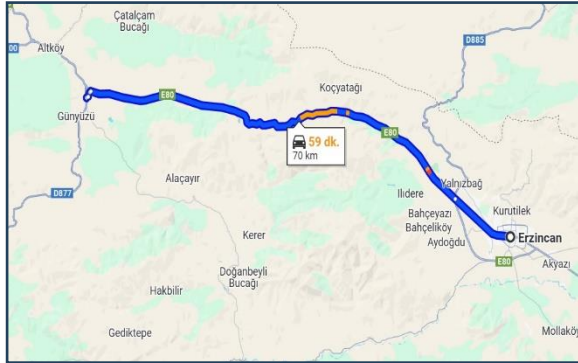 Çatalçam
Bucağı
Altköy
00
D885
E80
Koçyatağı
Günyüzü
59 dk.
70 km
E80
Alaçayır
D877
Ilıdere
Yalnızbağ
Bahçeyazı
Bahçeliköy
Aydoğdu
Kurutilek
Erzincan
Kerer
E80
Akyazı
Doğanbeyli
Bucağı
Hakbilir
Gediktepe
Mollaköy